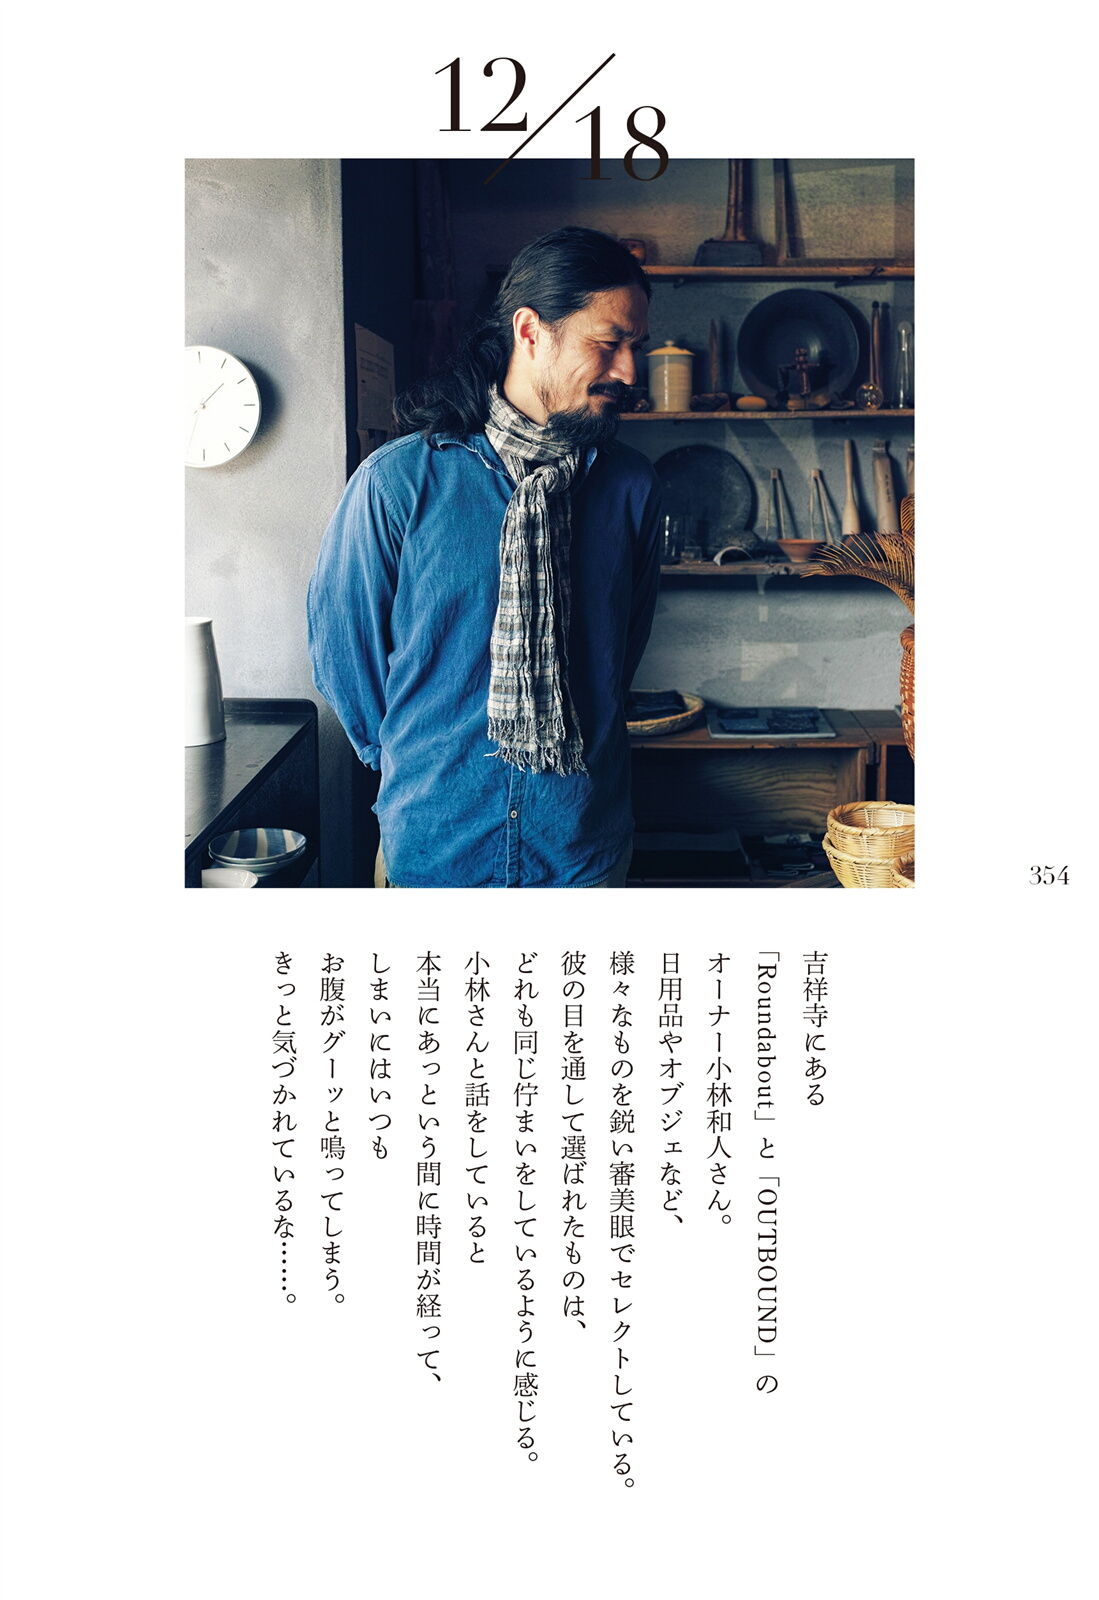 12/18
354
吉祥寺にある
「Roundabout」と「OUTBOUND」の
オーナー小林和人さん。
日用品やオブジェなど、
様々なものを鋭い審美眼でセレクトしている。
彼の目を通して選ばれたものは、
どれも同じ佇まいをしているように感じる。
小林さんと話をしていると
本当にあっという間に時間が経って、
しまいにはいつも
お腹がグーッと鳴ってしまう。
きっと気づかれているな……。